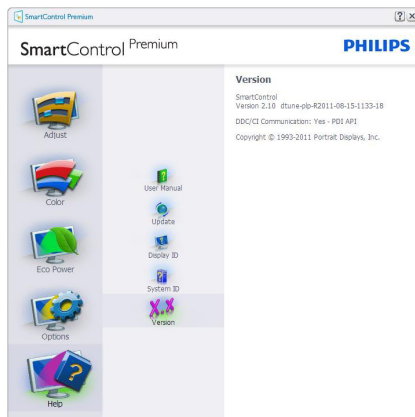 SmartControl Premium
SmartControl Premium
PHILIPS
Adjust
Color
Eco Power
Options
Help
User Manual
Update
Display ID
System ID
X.X
Version
Version
SmartControl
Version 2.10 dtune-plp-R2011-08-15-1133-18
DDC/CI Communication: Yes - PDI API
Copyright © 1993-2011 Portrait Displays, Inc.